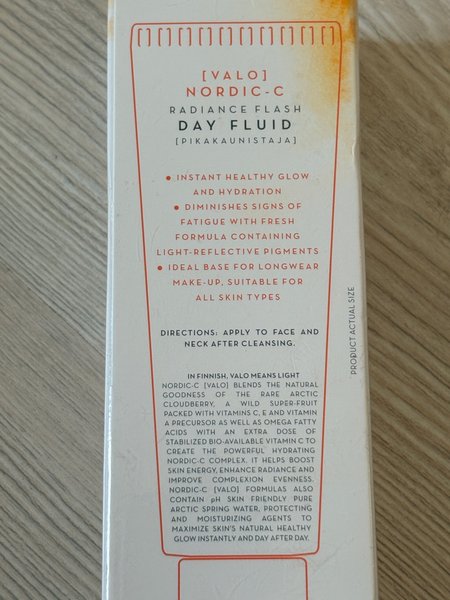 [VALO]
NORDIC-C
RADIANCE FLASH
DAY FLUID
[PIKAKAUNISTAJA]
• INSTANT HEALTHY GLOW
AND HYDRATION
• DIMINISHES SIGNS OF
FATIGUE WITH FRESH
FORMULA CONTAINING
LIGHT-REFLECTIVE PIGMENTS
• IDEAL BASE FOR LONGWEAR
MAKE-UP, SUITABLE FOR
ALL SKIN TYPES
DIRECTIONS: APPLY TO FACE AND
NECK AFTER CLEANSING.
IN FINNISH, VALO MEANS LIGHT
NORDIC-C [VALO] BLENDS THE NATURAL
GOODNESS OF THE RARE ARCTIC
CLOUDBERRY, A WILD SUPER-FRUIT
PACKED WITH VITAMINS C, E AND VITAMIN
A PRECURSOR AS WELL AS OMEGA FATTY
ACIDS WITH AN EXTRA DOSE OF
STABILIZED BIO-AVAILABLE VITAMIN C TO
CREATE THE POWERFUL HYDRATING
NORDIC-C COMPLEX. IT HELPS BOOST
SKIN ENERGY, ENHANCE RADIANCE AND
IMPROVE COMPLEXION EVENNESS.
NORDIC-C [VALO] FORMULAS ALSO
CONTAIN pH SKIN FRIENDLY PURE
ARCTIC SPRING WATER, PROTECTING
AND MOISTURIZING AGENTS TO
MAXIMIZE SKIN'S NATURAL HEALTHY
GLOW INSTANTLY AND DAY AFTER DAY.
PRODUCT ACTUAL SIZE